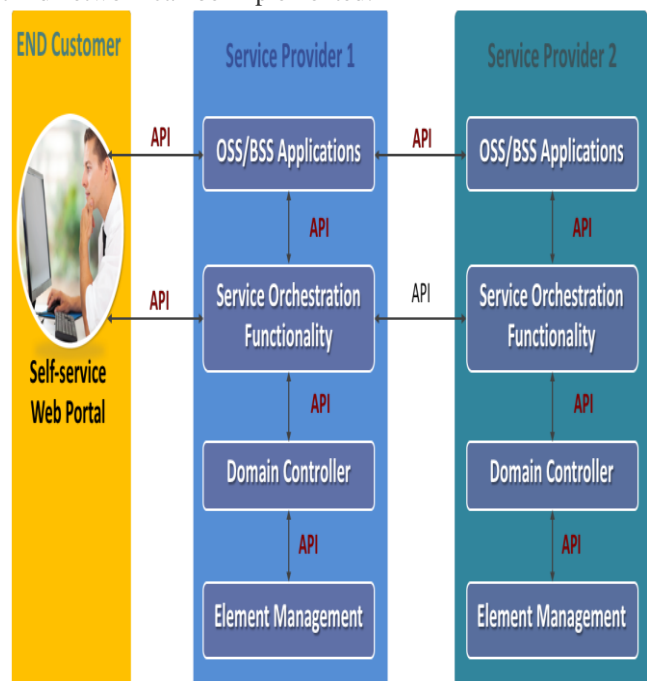 END Customer
Service Provider 1
Service Provider 2
API
OSS/BSS Applications
API
OSS/BSS Applications
API
API
API
Service Orchestration
Functionality
API
Service Orchestration
Functionality
Self-service
Web Portal
API
API
Domain Controller
Domain Controller
API
API
Element Management
Element Management